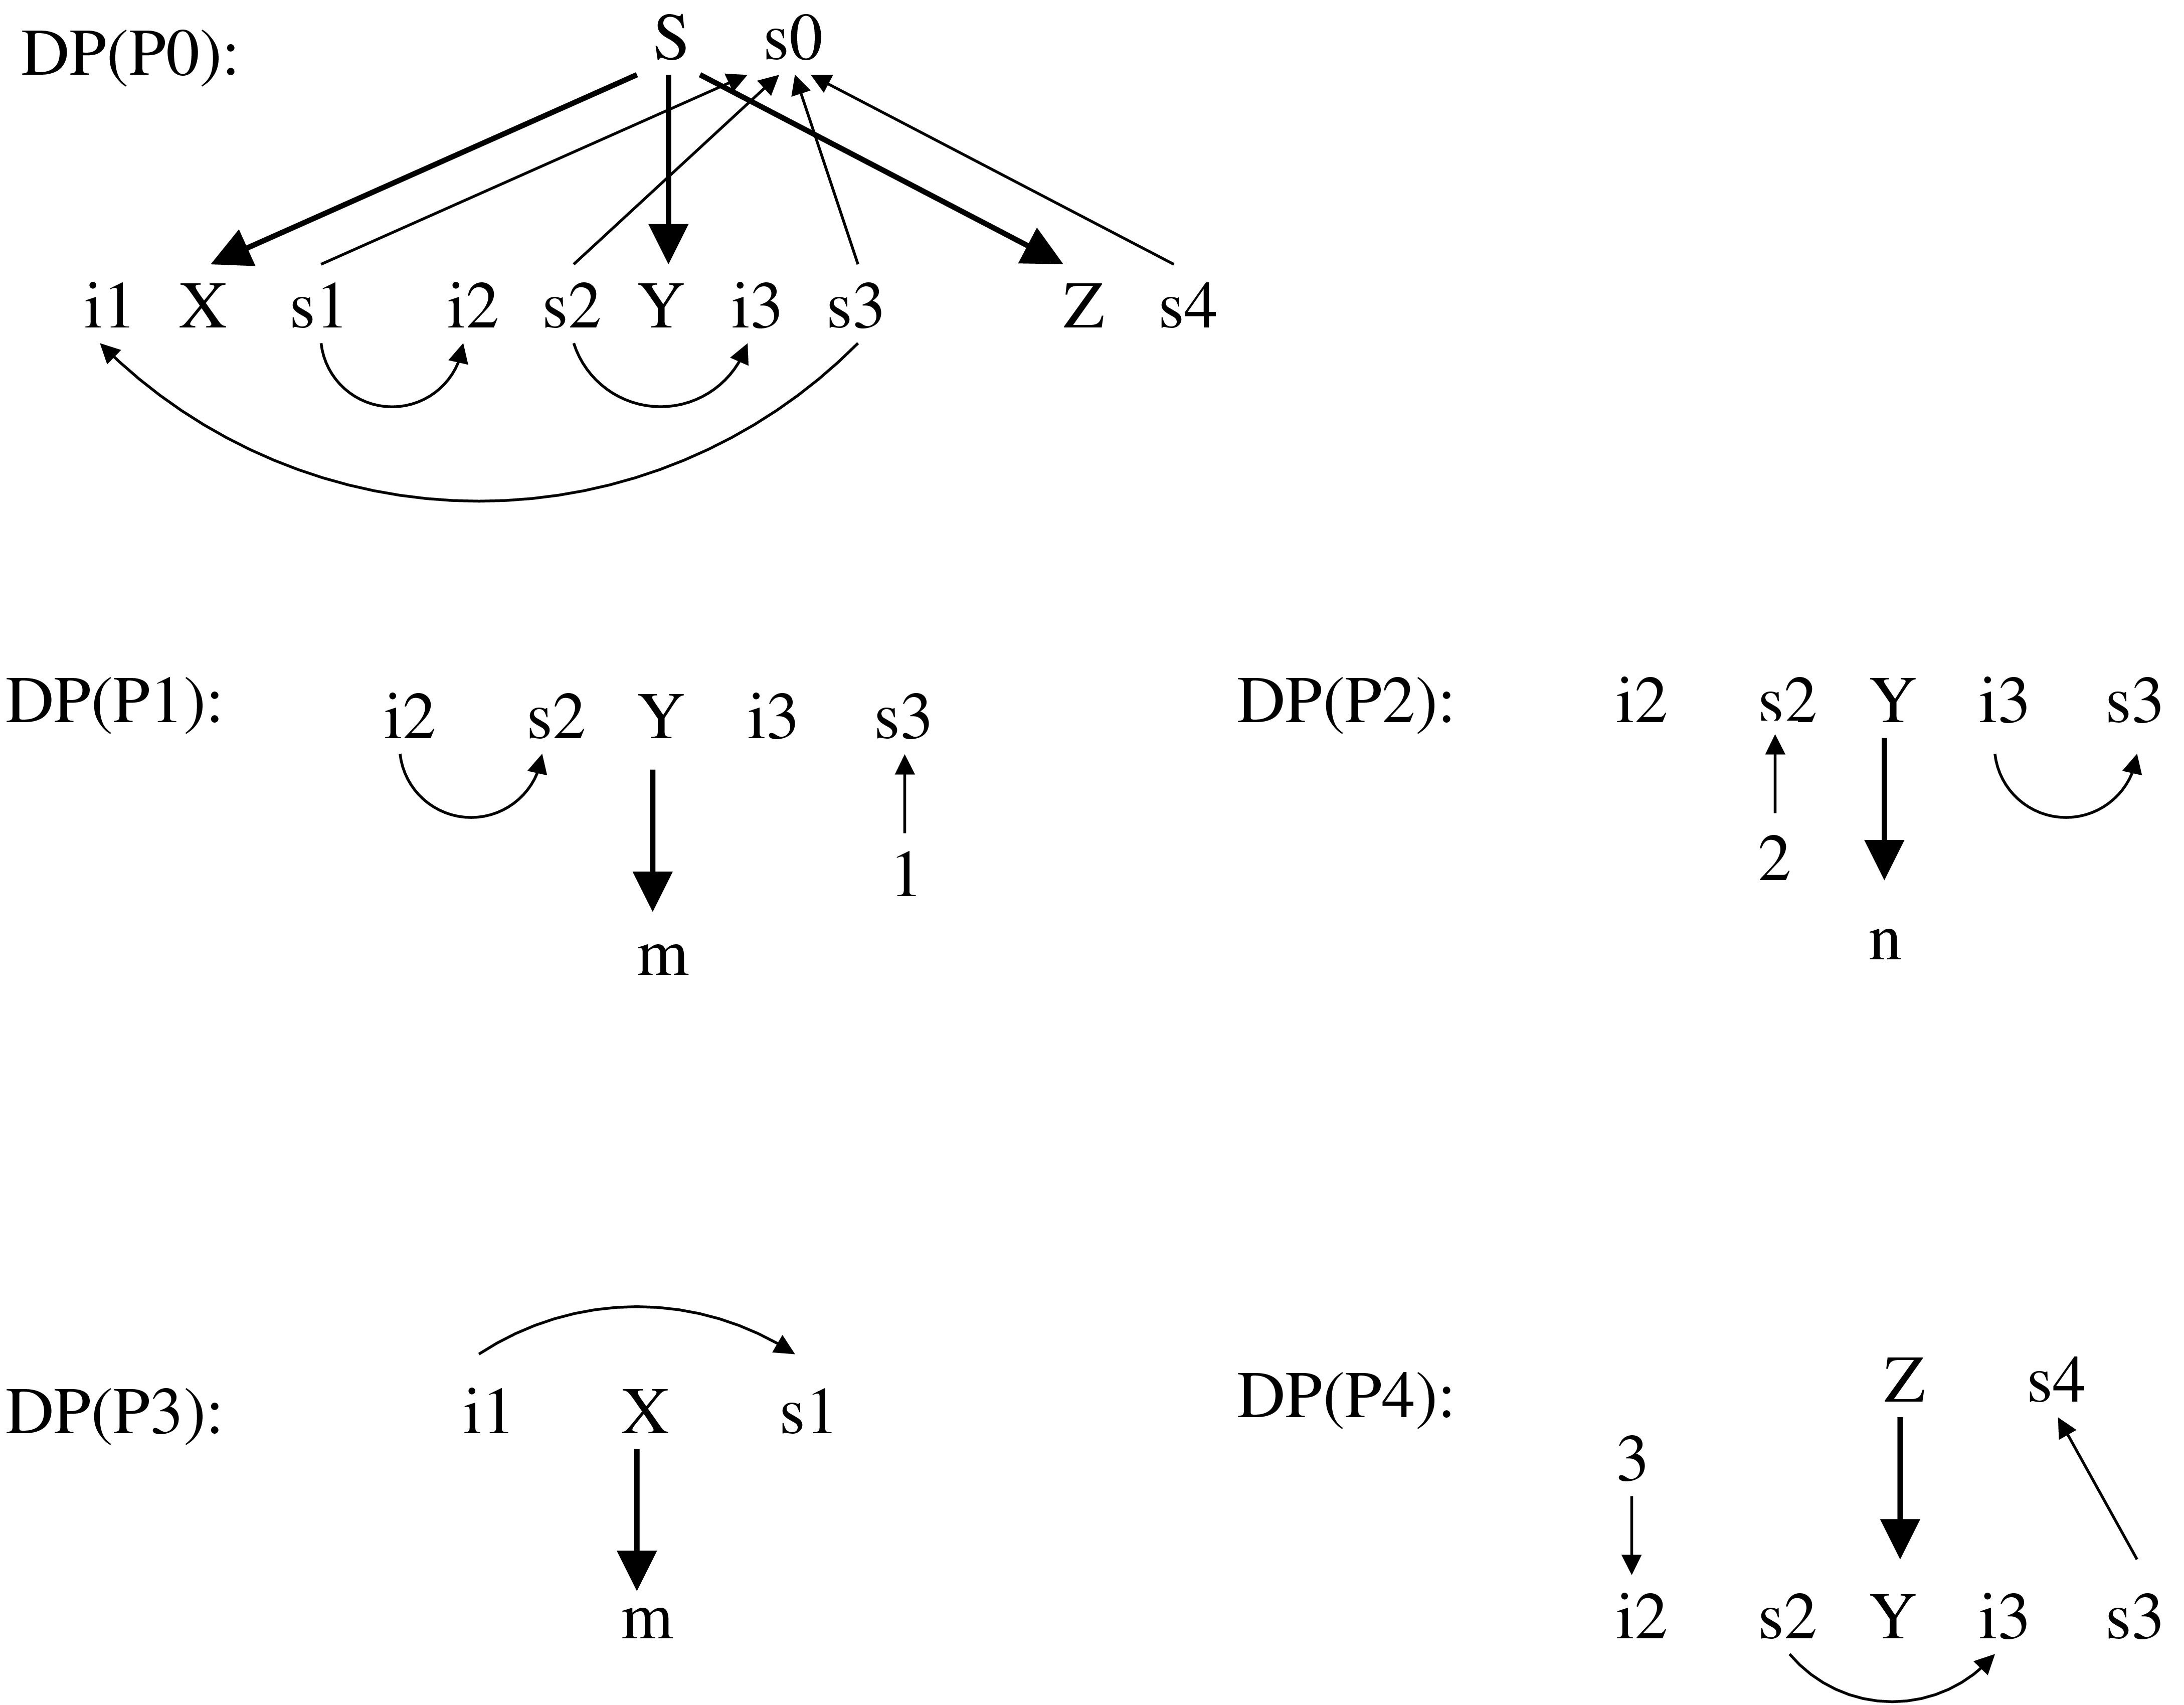 DP(P0): S s0
i1 X s1 i2 s2 Y i3 s3 Z s4
DP(P1): i2 s2 Y i3 s3
1
m
DP(P2): i2 s2 Y i3 s3
2
n
DP(P3): i1 X s1
m
DP(P4): Z s4
3
i2 s2 Y i3 s3